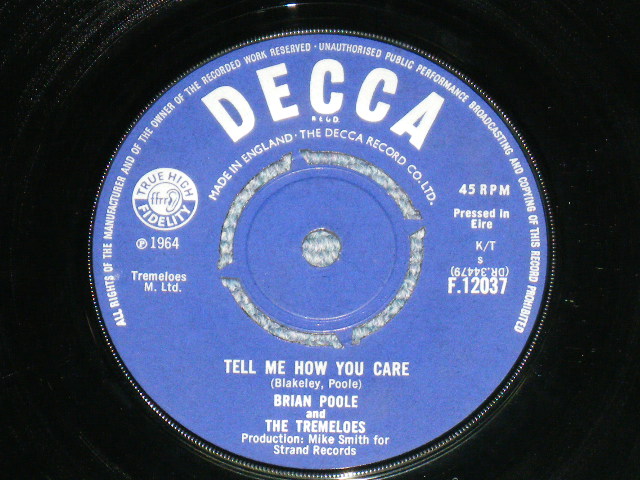 ALL RIGHTS OF THE MANUFACTURER AND OF THE OWNER OF THE RECORDED WORK RESERVED · UNAUTHORISED PUBLIC PERFORMANCE BROADCASTING AND COPYING OF THIS RECORD PROHIBITED
DECCA
REGD.
MADE IN ENGLAND · THE DECCA RECORD CO. LTD.
TRUE HIGH
ffrr
FIDELITY
℗ 1964
Tremeloes
M. Ltd.
45 RPM
Pressed in
Eire
K/T
s
(DR.34479)
F.12037
TELL ME HOW YOU CARE
(Blakeley, Poole)
BRIAN POOLE
and
THE TREMELOES
Production: Mike Smith for
Strand Records